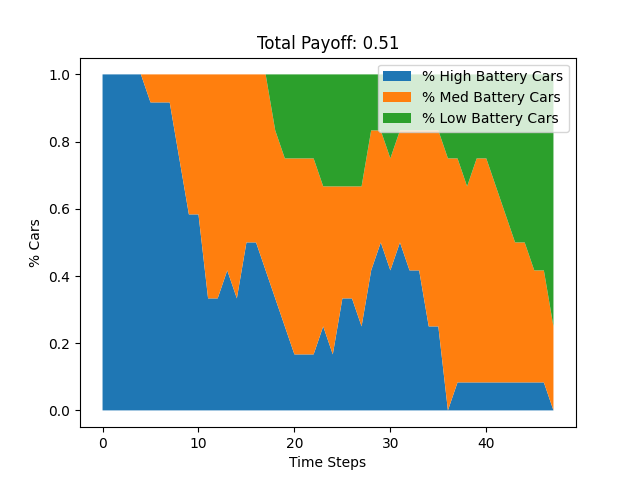 Total Payoff: 0.51
% High Battery Cars
% Med Battery Cars
% Low Battery Cars
1.0
0.8
0.6
0.4
0.2
0.0
% Cars
0 10 20 30 40
Time Steps